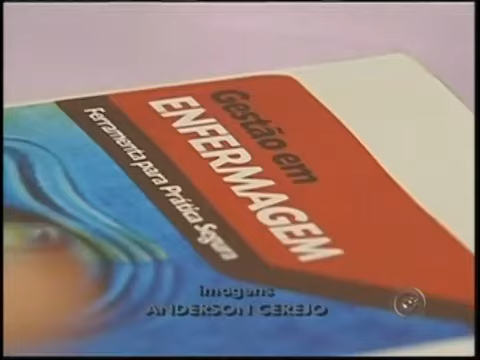 Gestão em
ENFERMAGEM
Ferramenta para Prática Segura
imagens
ANDERSON CEREJO